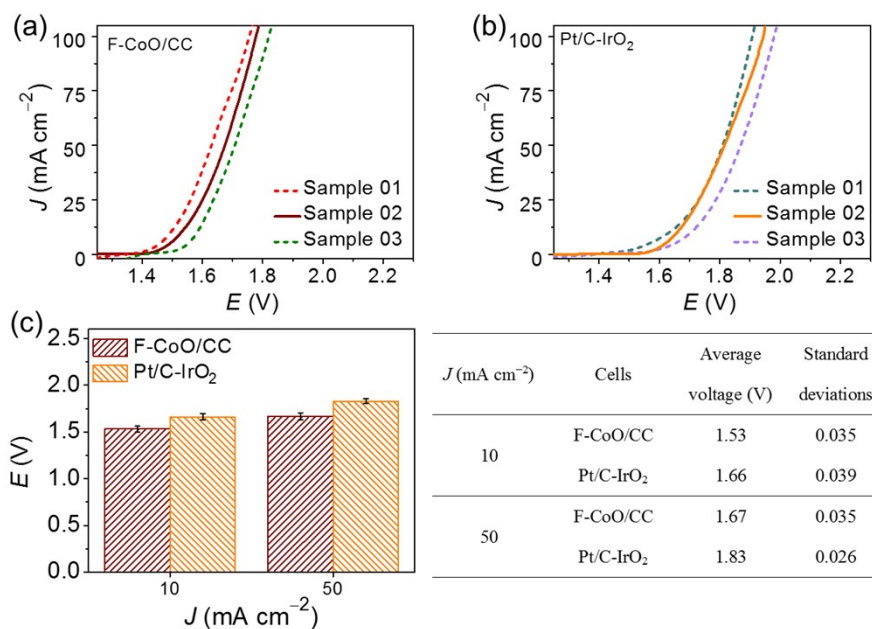 (a)
F-CoO/CC
100
75
50
25
0
J (mA cm⁻²)
Sample 01
Sample 02
Sample 03
1.4 1.6 1.8 2.0 2.2
E (V)
(b)
Pt/C-IrO₂
100
75
50
25
0
J (mA cm⁻²)
Sample 01
Sample 02
Sample 03
1.4 1.6 1.8 2.0 2.2
E (V)
(c)
2.5
2.0
1.5
1.0
0.5
0.0
E (V)
F-CoO/CC
Pt/C-IrO₂
10 50
J (mA cm⁻²)
J (mA cm⁻²) Cells Average voltage (V) Standard deviations
10 F-CoO/CC 1.53 0.035
Pt/C-IrO₂ 1.66 0.039
50 F-CoO/CC 1.67 0.035
Pt/C-IrO₂ 1.83 0.026